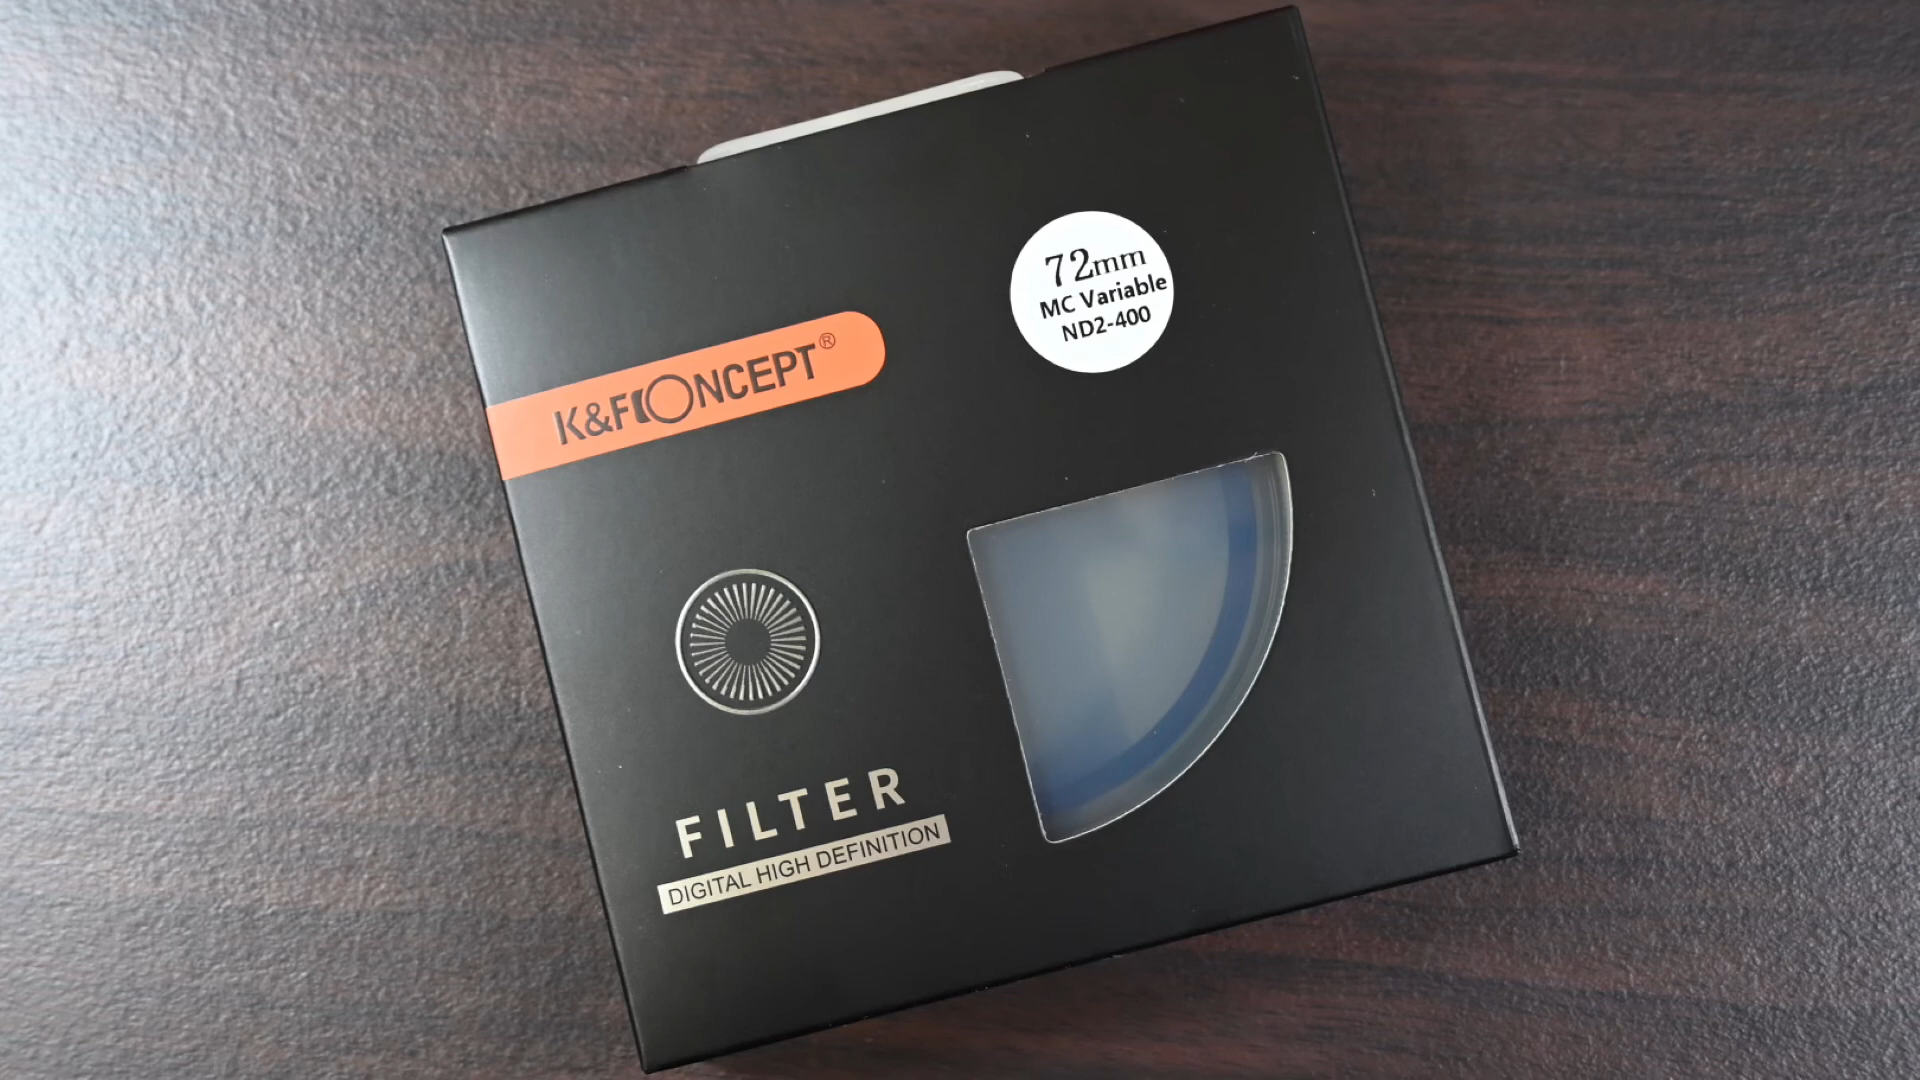 72mm
MC Variable
ND2-400
K&F CONCEPT®
FILTER
DIGITAL HIGH DEFINITION